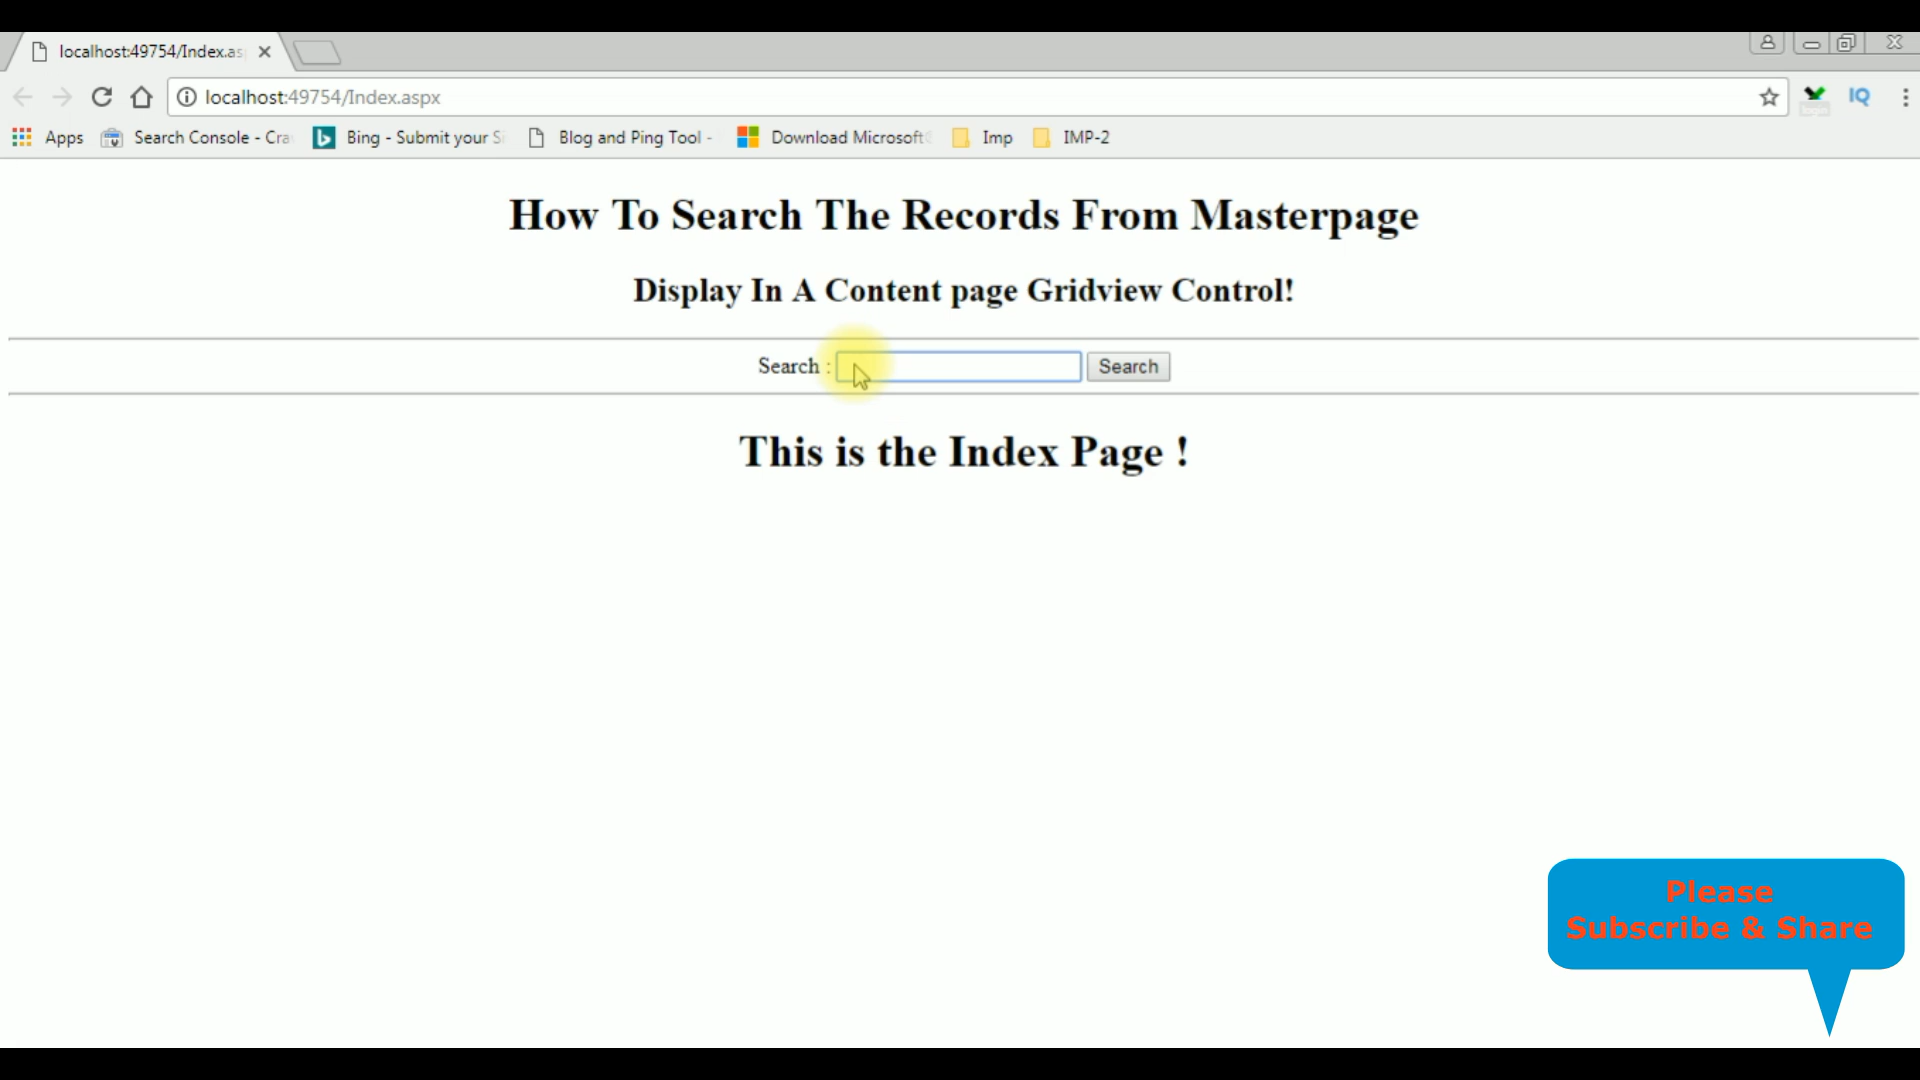 localhost:49754/Index.as
localhost:49754/Index.aspx
IQ
Apps
Search Console - Cra
Bing - Submit your S
Blog and Ping Tool -
Download Microsoft
Imp
IMP-2
How To Search The Records From Masterpage
Display In A Content page Gridview Control!
Search :
Search
This is the Index Page !
Please
Subscribe & Share